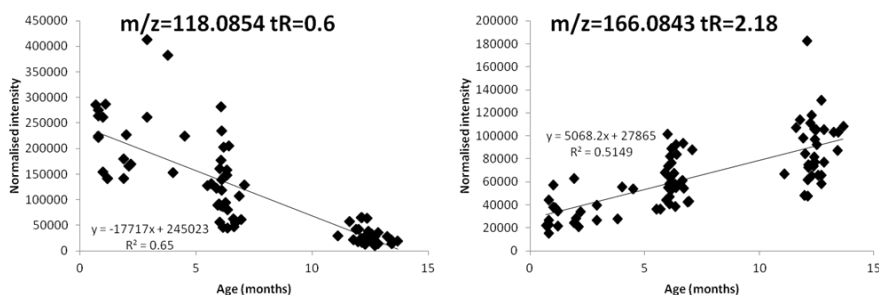 m/z=118.0854 tR=0.6
450000
400000
350000
300000
250000
200000
150000
100000
50000
0
Normalised intensity
y = -17717x + 245023
R² = 0.65
0 5 10 15
Age (months)
m/z=166.0843 tR=2.18
200000
180000
160000
140000
120000
100000
80000
60000
40000
20000
0
Normalised intensity
y = 5068.2x + 27865
R² = 0.5149
0 5 10 15
Age (months)